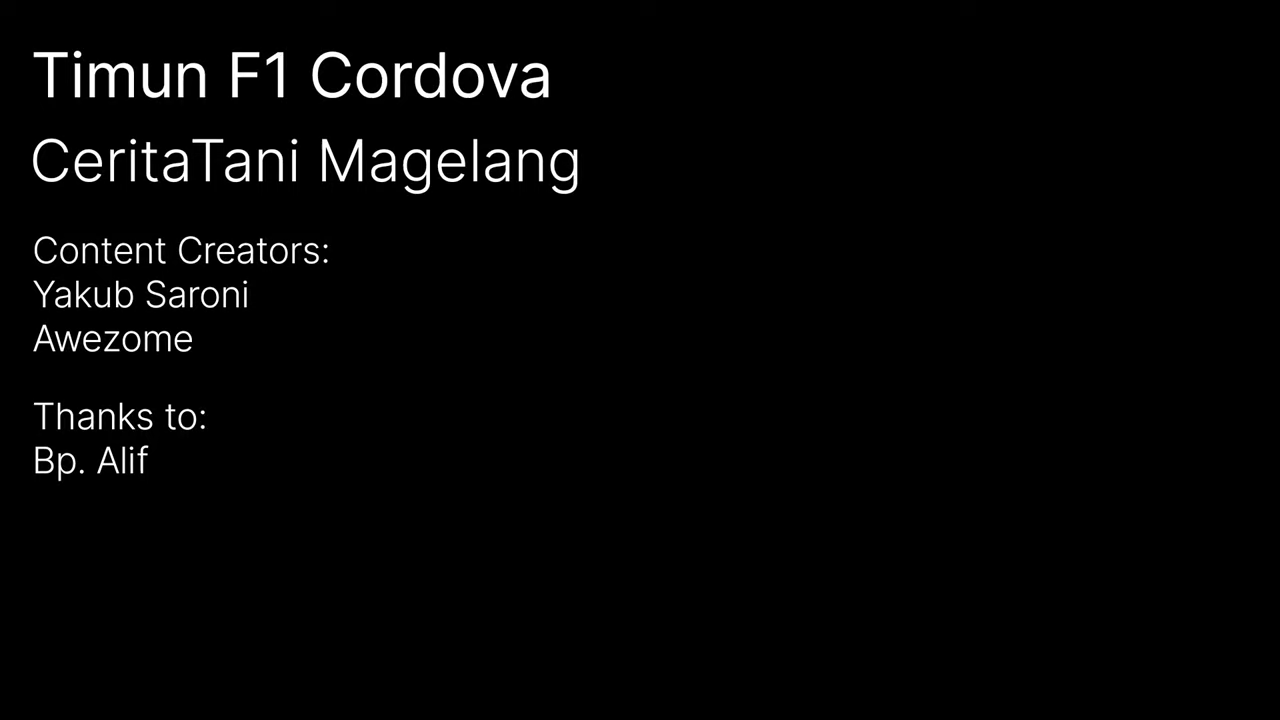 Timun F1 Cordova
CeritaTani Magelang
Content Creators:
Yakub Saroni
Awezome
Thanks to:
Bp. Alif